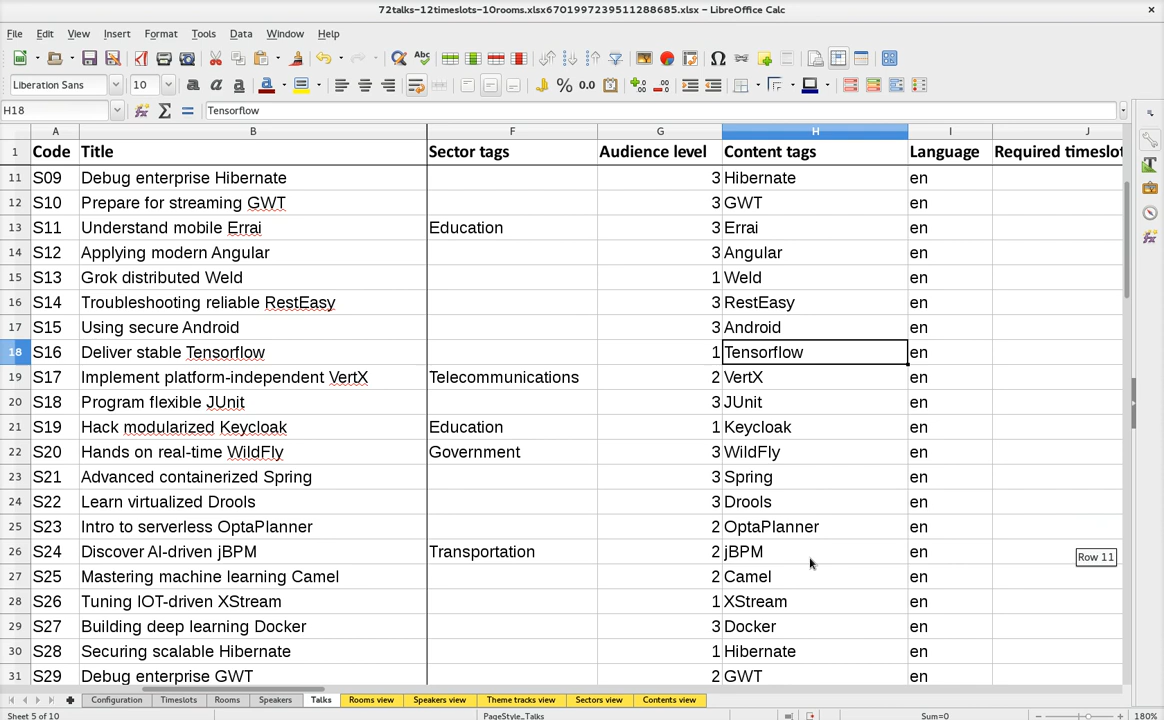 72talks-12timeslots-10rooms.xlsx6701997239511288685.xlsx – LibreOffice Calc
File Edit View Insert Format Tools Data Window Help
Liberation Sans 10
H18 Tensorflow
A B F G H I J
1 Code Title Sector tags Audience level Content tags Language Required timeslot
11 S09 Debug enterprise Hibernate 3 Hibernate en
12 S10 Prepare for streaming GWT 3 GWT en
13 S11 Understand mobile Errai Education 3 Errai en
14 S12 Applying modern Angular 3 Angular en
15 S13 Grok distributed Weld 1 Weld en
16 S14 Troubleshooting reliable RestEasy 3 RestEasy en
17 S15 Using secure Android 3 Android en
18 S16 Deliver stable Tensorflow 1 Tensorflow en
19 S17 Implement platform-independent VertX Telecommunications 2 VertX en
20 S18 Program flexible JUnit 3 JUnit en
21 S19 Hack modularized Keycloak Education 1 Keycloak en
22 S20 Hands on real-time WildFly Government 3 WildFly en
23 S21 Advanced containerized Spring 3 Spring en
24 S22 Learn virtualized Drools 3 Drools en
25 S23 Intro to serverless OptaPlanner 2 OptaPlanner en
26 S24 Discover AI-driven jBPM Transportation 2 jBPM en Row 11
27 S25 Mastering machine learning Camel 2 Camel en
28 S26 Tuning IOT-driven XStream 1 XStream en
29 S27 Building deep learning Docker 3 Docker en
30 S28 Securing scalable Hibernate 1 Hibernate en
31 S29 Debug enterprise GWT 2 GWT en
Configuration Timeslots Rooms Speakers Talks Rooms view Speakers view Theme tracks view Sectors view Contents view
Sheet 5 of 10 PageStyle_Talks Sum=0 180%